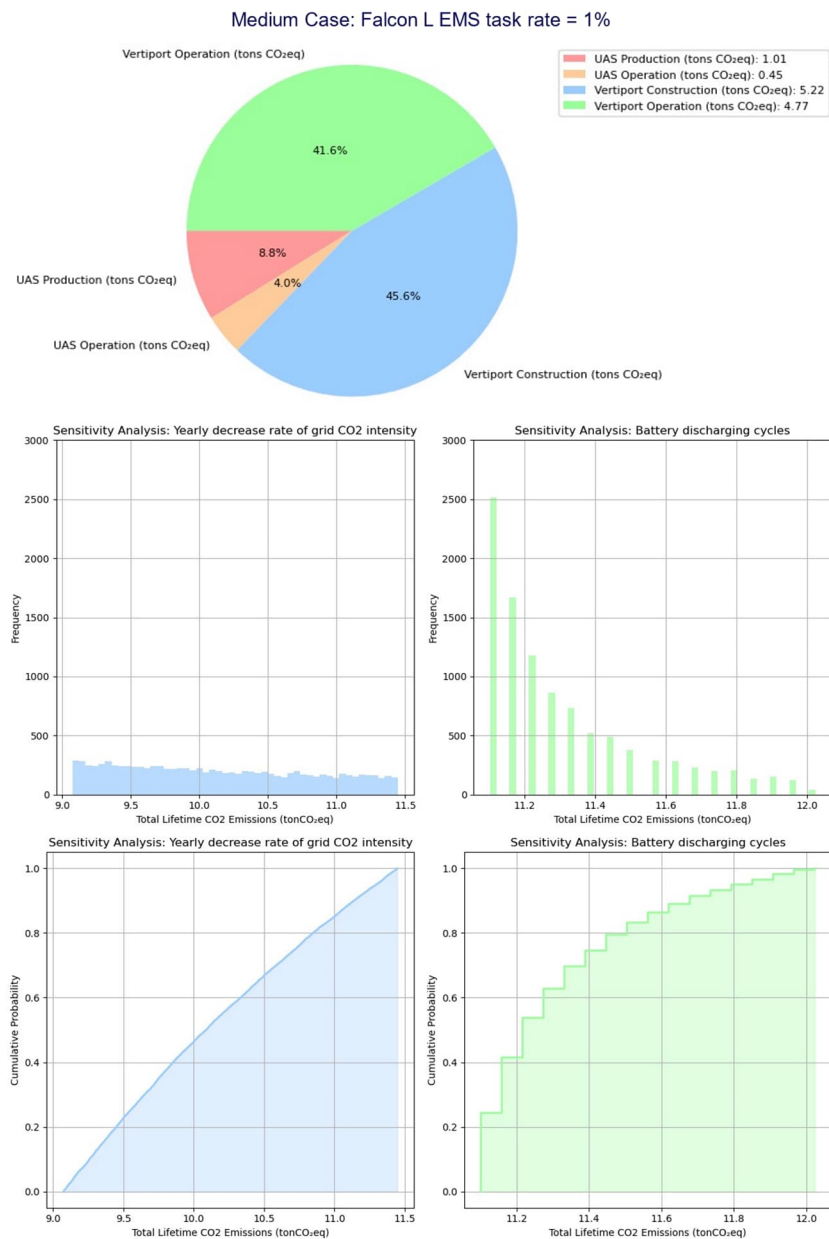 Medium Case: Falcon L EMS task rate = 1%
Vertiport Operation (tons CO₂eq)
UAS Production (tons CO₂eq): 1.01
UAS Operation (tons CO₂eq): 0.45
Vertiport Construction (tons CO₂eq): 5.22
Vertiport Operation (tons CO₂eq): 4.77
41.6%
8.8%
4.0%
45.6%
UAS Production (tons CO₂eq)
UAS Operation (tons CO₂eq)
Vertiport Construction (tons CO₂eq)
Sensitivity Analysis: Yearly decrease rate of grid CO2 intensity
3000
2500
2000
1500
1000
500
0
Frequency
9.0 9.5 10.0 10.5 11.0 11.5
Total Lifetime CO2 Emissions (tonCO₂eq)
Sensitivity Analysis: Battery discharging cycles
3000
2500
2000
1500
1000
500
0
Frequency
11.2 11.4 11.6 11.8 12.0
Total Lifetime CO2 Emissions (tonCO₂eq)
Sensitivity Analysis: Yearly decrease rate of grid CO2 intensity
1.0
0.8
0.6
0.4
0.2
0.0
Cumulative Probability
9.0 9.5 10.0 10.5 11.0 11.5
Total Lifetime CO2 Emissions (tonCO₂eq)
Sensitivity Analysis: Battery discharging cycles
1.0
0.8
0.6
0.4
0.2
0.0
Cumulative Probability
11.2 11.4 11.6 11.8 12.0
Total Lifetime CO2 Emissions (tonCO₂eq)